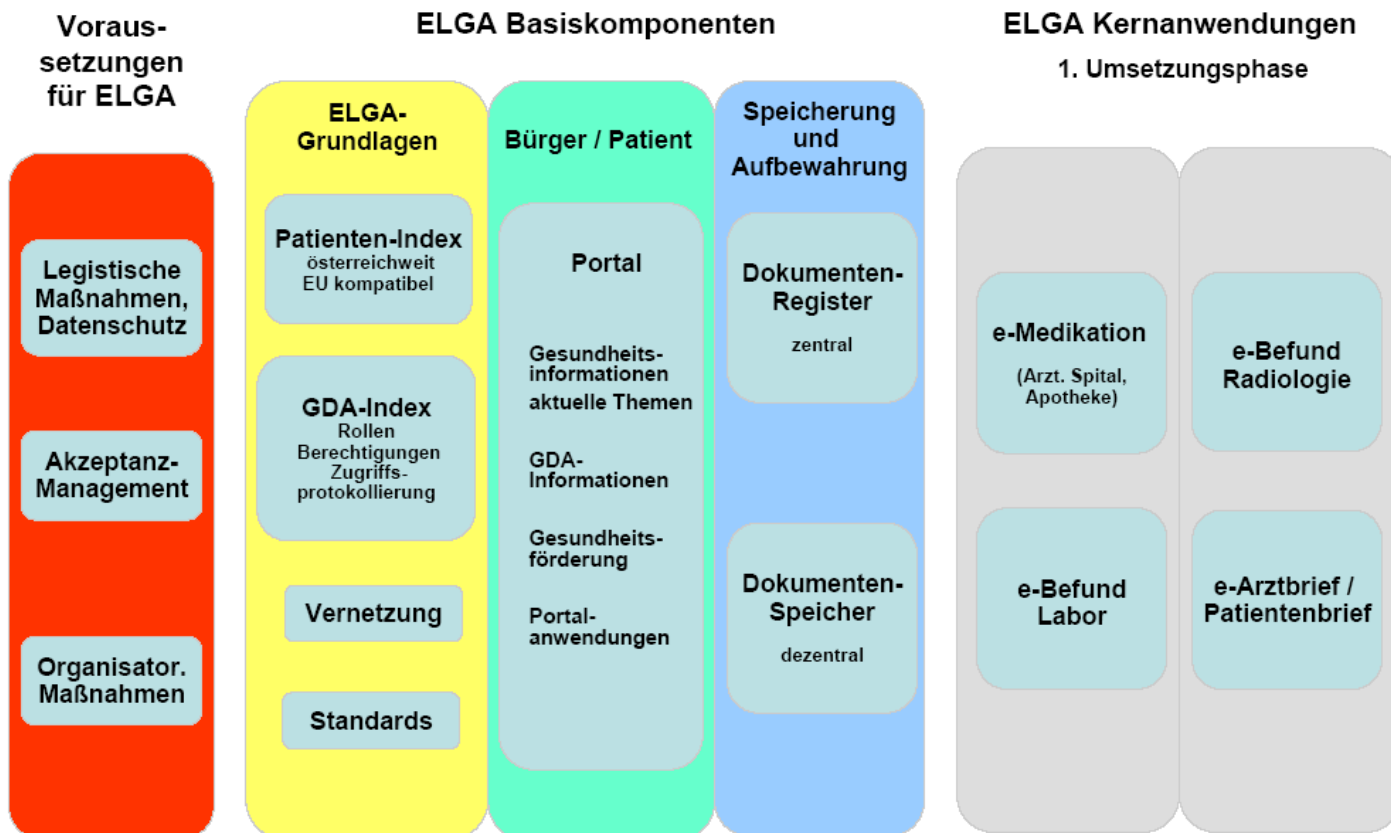 Voraus-
setzungen
für ELGA
Legistische
Maßnahmen,
Datenschutz
Akzeptanz-
Management
Organisator.
Maßnahmen
ELGA Basiskomponenten
ELGA-
Grundlagen
Patienten-Index
österreichweit
EU kompatibel
GDA-Index
Rollen
Berechtigungen
Zugriffs-
protokollierung
Vernetzung
Standards
Bürger / Patient
Portal
Gesundheits-
informationen
aktuelle Themen
GDA-
Informationen
Gesundheits-
förderung
Portal-
anwendungen
Speicherung
und
Aufbewahrung
Dokumenten-
Register
zentral
Dokumenten-
Speicher
dezentral
ELGA Kernanwendungen
1. Umsetzungsphase
e-Medikation
(Arzt. Spital,
Apotheke)
e-Befund
Labor
e-Befund
Radiologie
e-Arztbrief /
Patientenbrief